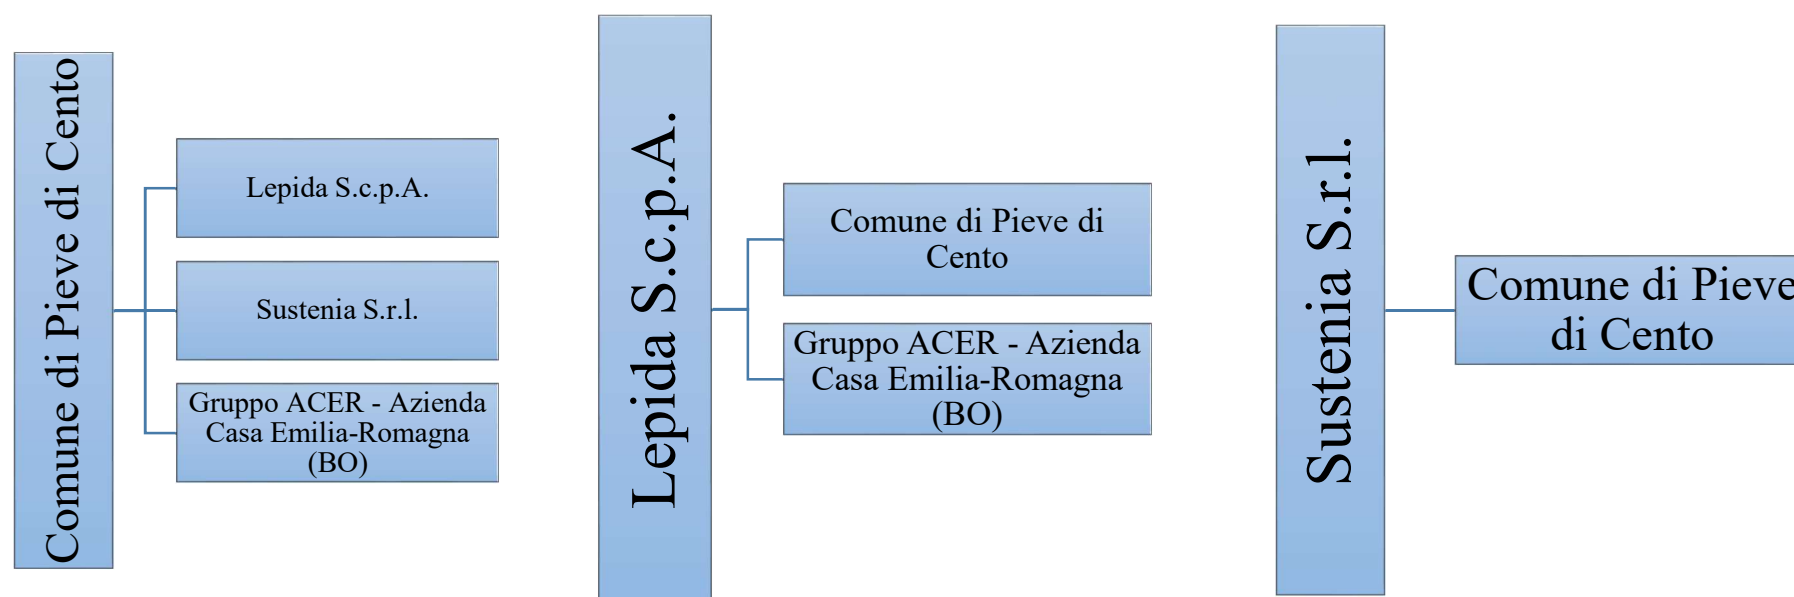 Comune di Pieve di Cento
Lepida S.c.p.A.
Sustenia S.r.l.
Gruppo ACER - Azienda
Casa Emilia-Romagna
(BO)
Lepida S.c.p.A.
Comune di Pieve di
Cento
Gruppo ACER - Azienda
Casa Emilia-Romagna
(BO)
Sustenia S.r.l.
Comune di Pieve
di Cento